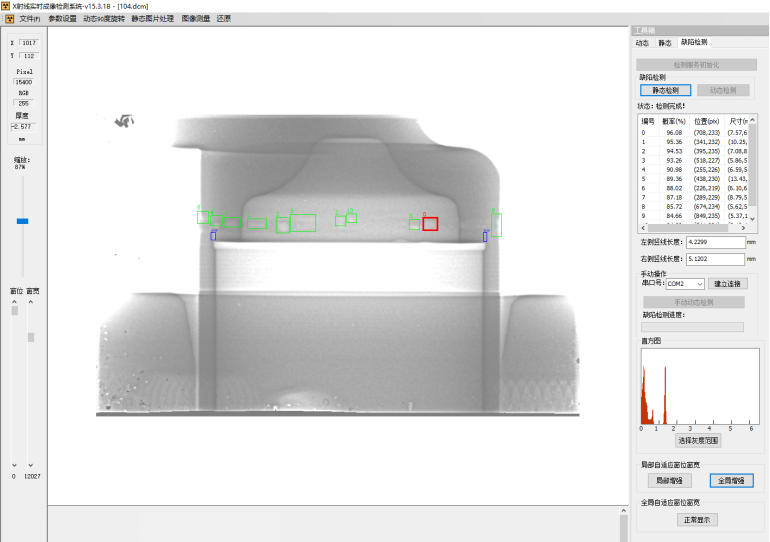 X射线实时成像检测系统-v15.3.18 - [104.dcm]
文件(F) 参数设置 动态90度旋转 静态图片处理 图像测量 还原
X 1017
Y 112
Pixel
15400
RGB
255
厚度
-2.577
mm
缩放:
87%
窗位 窗宽
0 12027
工具箱
动态 静态 缺陷检测
检测服务初始化
缺陷检测
静态检测 动态检测
状态: 检测完成!
编号 概率(%) 位置(pix) 尺寸(r
0 96.08 (708,233) (7.57,6
1 95.36 (341,232) (10.25,
2 94.53 (395,235) (7.08,8
3 93.26 (518,227) (5.86,5
4 90.98 (255,226) (6.59,5
5 89.36 (438,230) (13.43,
6 88.02 (226,219) (6.10,6
7 87.18 (289,229) (8.79,5
8 85.72 (674,234) (5.62,5
9 84.66 (849,235) (5.37,1
左侧竖线长度: 4.2299 mm
右侧竖线长度: 5.1202 mm
手动操作
串口号: COM2 建立连接
手动动态检测
缺陷检测进度:
直方图
0 1 2 3 4 5 6
选择灰度范围
局部自适应窗位窗宽
局部增强 全局增强
全局自适应窗位窗宽
正常显示